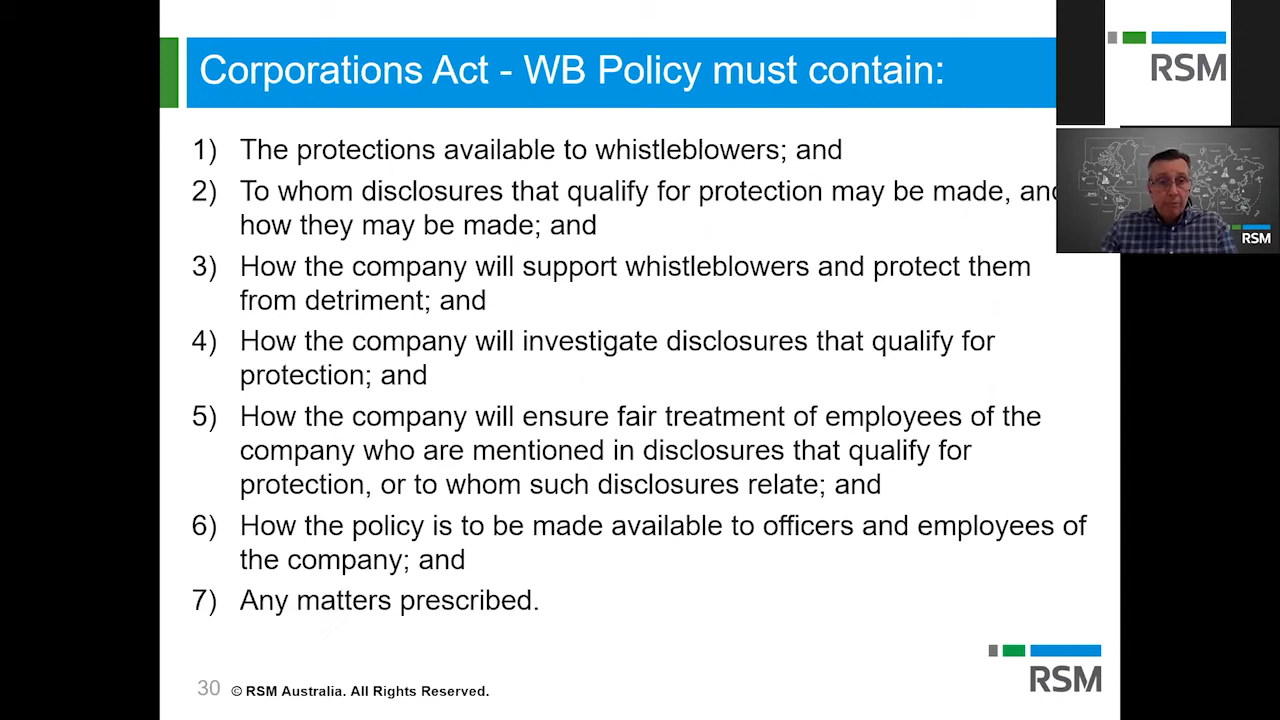 Corporations Act - WB Policy must contain:
RSM
RSM
1) The protections available to whistleblowers; and
2) To whom disclosures that qualify for protection may be made, and
how they may be made; and
3) How the company will support whistleblowers and protect them
from detriment; and
4) How the company will investigate disclosures that qualify for
protection; and
5) How the company will ensure fair treatment of employees of the
company who are mentioned in disclosures that qualify for
protection, or to whom such disclosures relate; and
6) How the policy is to be made available to officers and employees of
the company; and
7) Any matters prescribed.
RSM
30 © RSM Australia. All Rights Reserved.